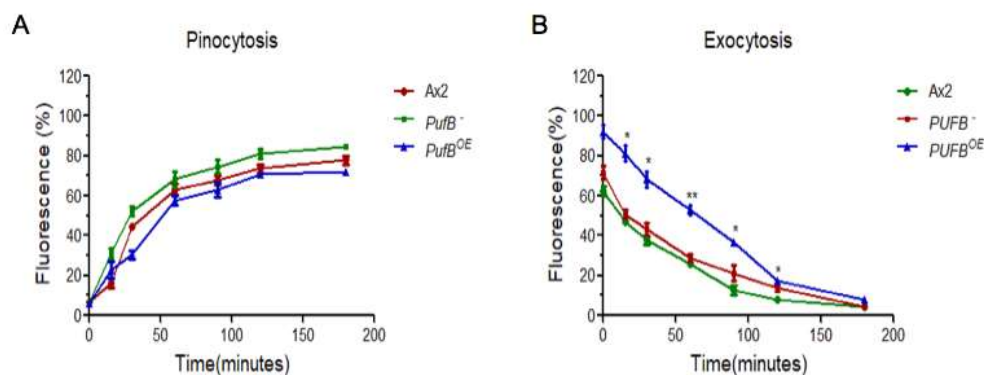 A
Pinocytosis
Fluorescence (%)
120
100
80
60
40
20
0
0
50
100
150
200
Time(minutes)
Ax2
PufB -
PufB OE
B
Exocytosis
Fluorescence(%)
120
100
80
60
40
20
0
0
50
100
150
200
Time(minutes)
*
*
**
*
*
Ax2
PUFB -
PUFB OE